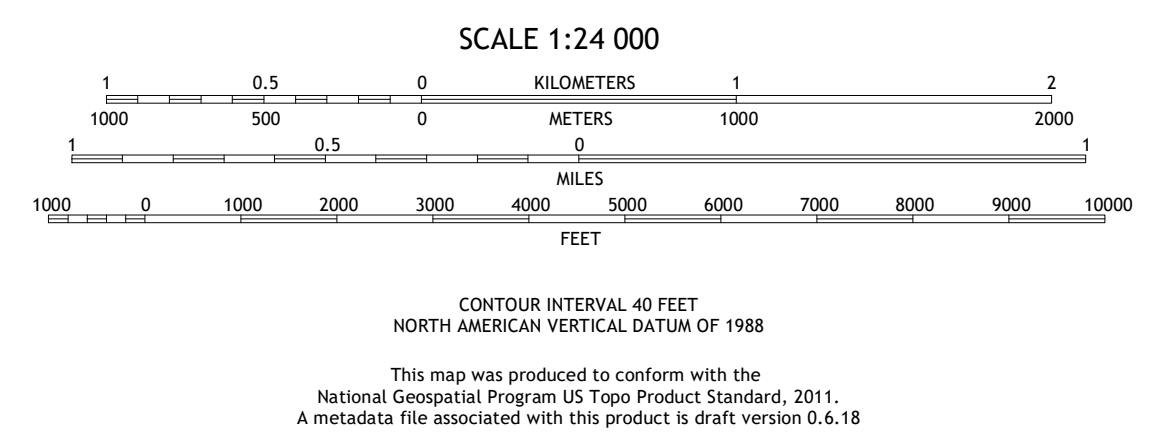 SCALE 1:24 000
1 0.5 0 KILOMETERS 1 2
1000 500 0 METERS 1000 2000
1 0.5 0 1
MILES
1000 0 1000 2000 3000 4000 5000 6000 7000 8000 9000 10000
FEET
CONTOUR INTERVAL 40 FEET
NORTH AMERICAN VERTICAL DATUM OF 1988
This map was produced to conform with the
National Geospatial Program US Topo Product Standard, 2011.
A metadata file associated with this product is draft version 0.6.18